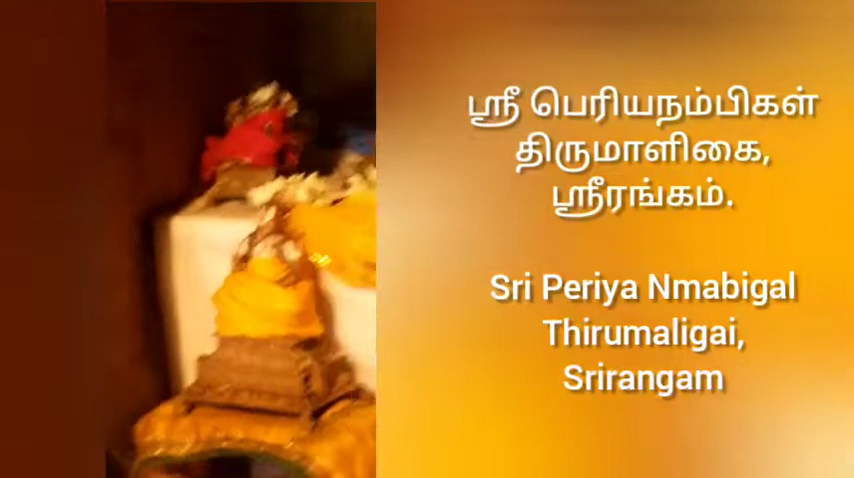 ஸ்ரீ பெரியநம்பிகள்
திருமாளிகை,
ஸ்ரீரங்கம்.
Sri Periya Nmabigal
Thirumaligai,
Srirangam